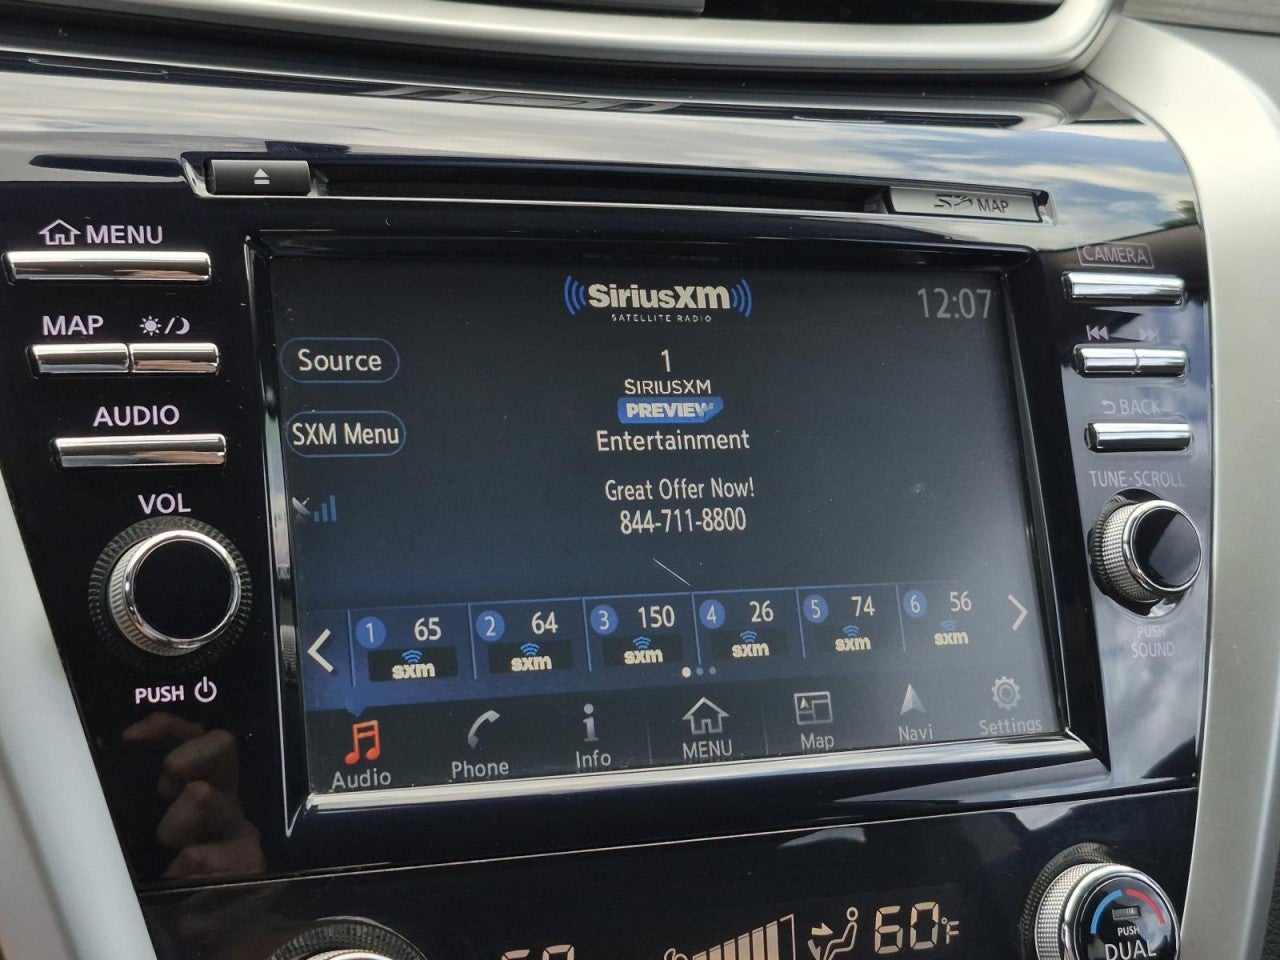 MAP
MENU
SiriusXM
SATELLITE RADIO
12:07
CAMERA
MAP
Source
1
SIRIUSXM
PREVIEW
Entertainment
AUDIO
SXM Menu
BACK
Great Offer Now!
844-711-8800
TUNE·SCROLL
VOL
1 65
2 64
3 150
4 26
5 74
6 56
sxm
sxm
sxm
sxm
sxm
sxm
PUSH
SOUND
PUSH
Audio
Phone
Info
MENU
Map
Navi
Settings
60°F
PUSH
DUAL